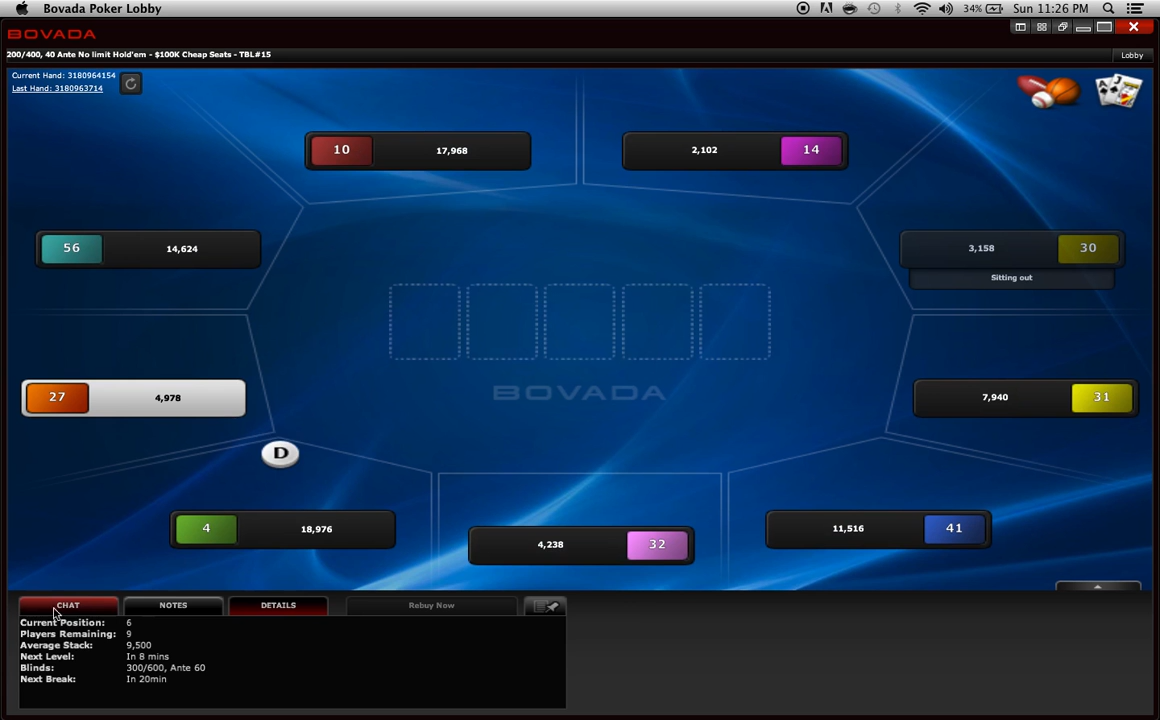 Bovada Poker Lobby
34%
Sun 11:26 PM
BOVADA
200/400, 40 Ante No limit Hold'em - $100K Cheap Seats - TBL#15
Lobby
Current Hand: 3180964154
Last Hand: 3180963714
10 17,968
2,102 14
56 14,624
3,158 30
Sitting out
BOVADA
27 4,978
7,940 31
D
4 18,976
4,238 32
11,516 41
CHAT NOTES DETAILS Rebuy Now
Current Position: 6
Players Remaining: 9
Average Stack: 9,500
Next Level: In 8 mins
Blinds: 300/600, Ante 60
Next Break: In 20min